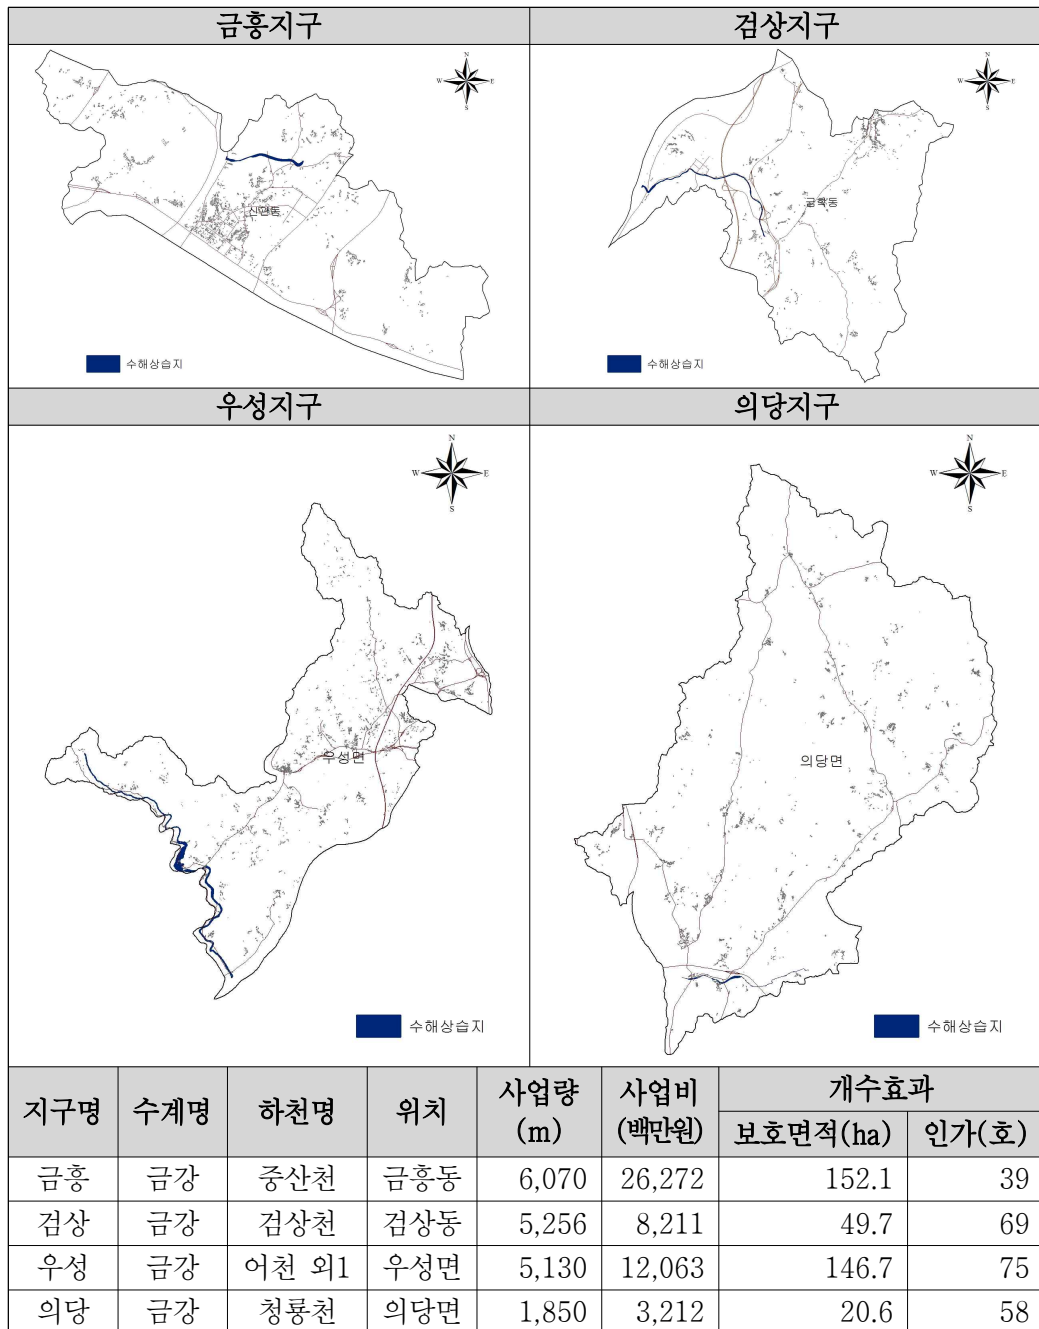 금흥지구 검상지구
N
W E
S
N
W E
S
신관동
금학동
수해상습지
수해상습지
우성지구 의당지구
N
W E
S
N
W E
S
우성면
의당면
수해상습지
수해상습지
지구명 수계명 하천명 위치 사업량 (m) 사업비 (백만원) 개수효과
보호면적(ha) 인가(호)
금흥 금강 중산천 금흥동 6,070 26,272 152.1 39
검상 금강 검상천 검상동 5,256 8,211 49.7 69
우성 금강 어천 외1 우성면 5,130 12,063 146.7 75
의당 금강 청룡천 의당면 1,850 3,212 20.6 58